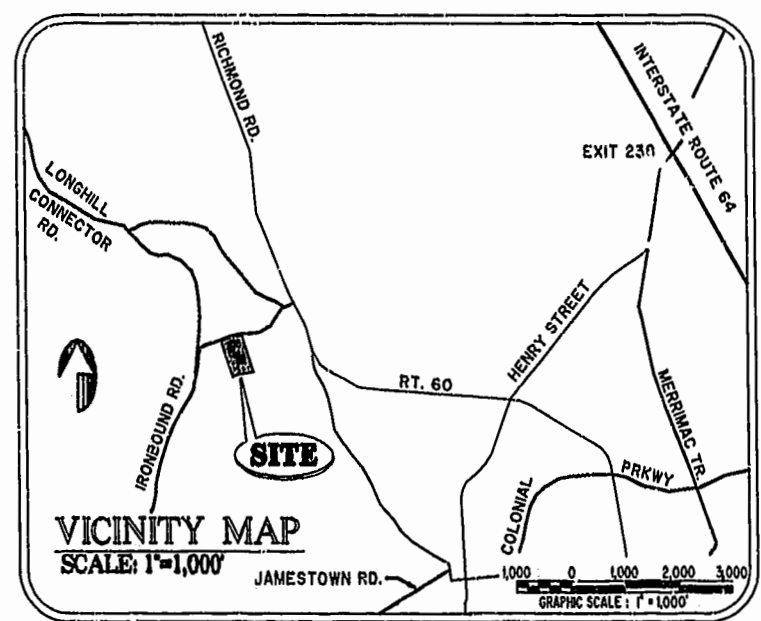 RICHMOND RD.
INTERSTATE ROUTE 64
EXIT 230
LONGHILL
CONNECTOR
RD.
HENRY STREET
RT. 60
MERRIMAC TR.
IRONBOUND RD.
SITE
COLONIAL
PRKWY
VICINITY MAP
SCALE: 1"=1,000'
JAMESTOWN RD.
1,000 0 1,000 2,000 3,000
GRAPHIC SCALE : 1" = 1,000'